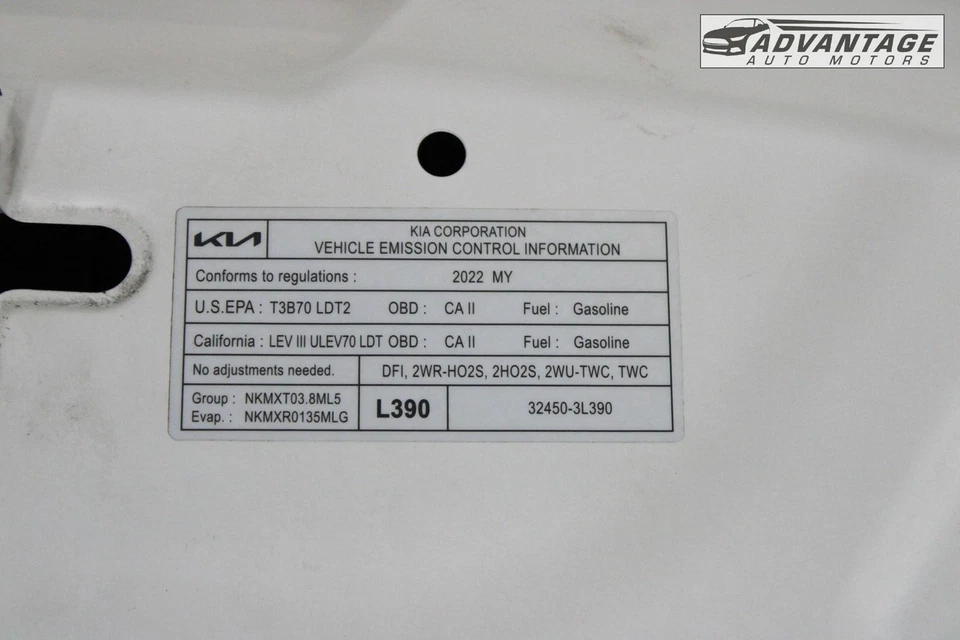 ADVANTAGE
AUTO MOTORS
KIA KIA CORPORATION
VEHICLE EMISSION CONTROL INFORMATION
Conforms to regulations : 2022 MY
U.S.EPA : T3B70 LDT2 OBD : CA II Fuel : Gasoline
California : LEV III ULEV70 LDT OBD : CA II Fuel : Gasoline
No adjustments needed. DFI, 2WR-HO2S, 2HO2S, 2WU-TWC, TWC
Group : NKMXT03.8ML5
Evap. : NKMXR0135MLG
L390
32450-3L390